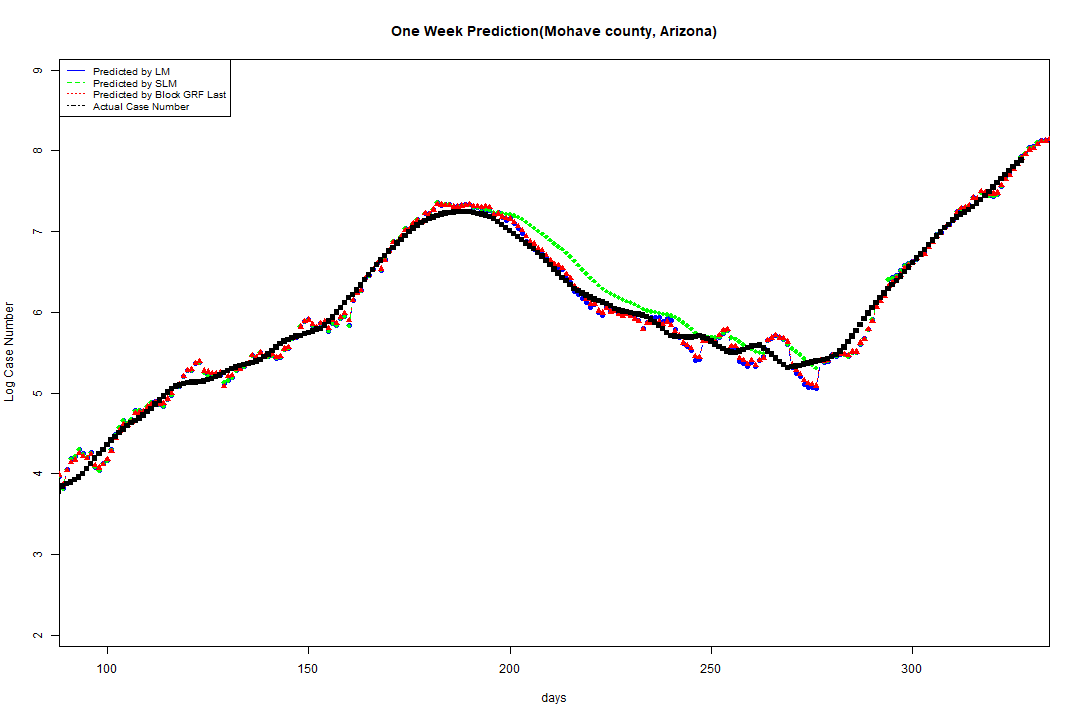 One Week Prediction(Mohave county, Arizona)
Predicted by LM
Predicted by SLM
Predicted by Block GRF Last
Actual Case Number
9
8
7
6
5
4
3
2
Log Case Number
100 150 200 250 300
days